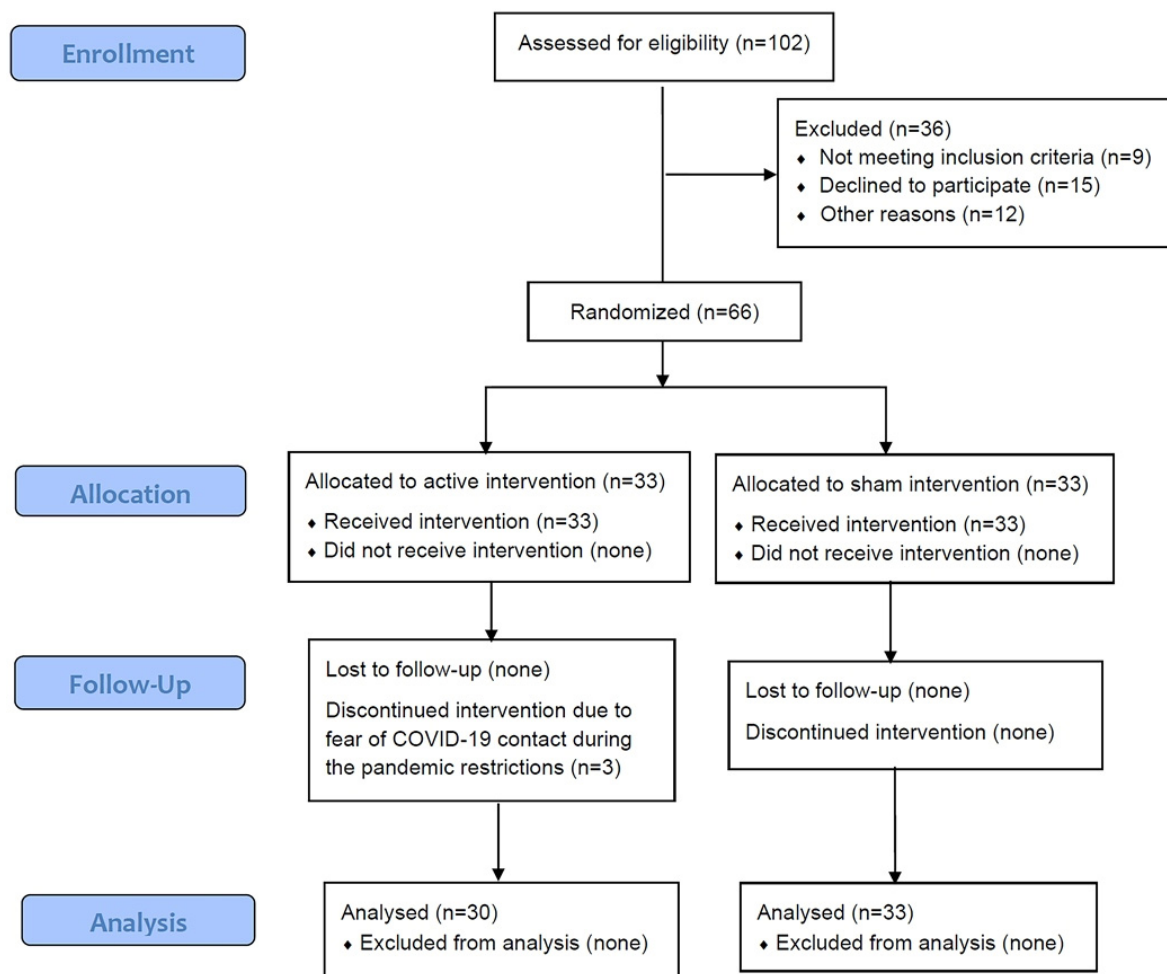 Enrollment
Assessed for eligibility (n=102)
Excluded (n=36)
♦ Not meeting inclusion criteria (n=9)
♦ Declined to participate (n=15)
♦ Other reasons (n=12)
Randomized (n=66)
Allocation
Allocated to active intervention (n=33)
♦ Received intervention (n=33)
♦ Did not receive intervention (none)
Allocated to sham intervention (n=33)
♦ Received intervention (n=33)
♦ Did not receive intervention (none)
Follow-Up
Lost to follow-up (none)
Discontinued intervention due to
fear of COVID-19 contact during
the pandemic restrictions (n=3)
Lost to follow-up (none)
Discontinued intervention (none)
Analysis
Analysed (n=30)
♦ Excluded from analysis (none)
Analysed (n=33)
♦ Excluded from analysis (none)